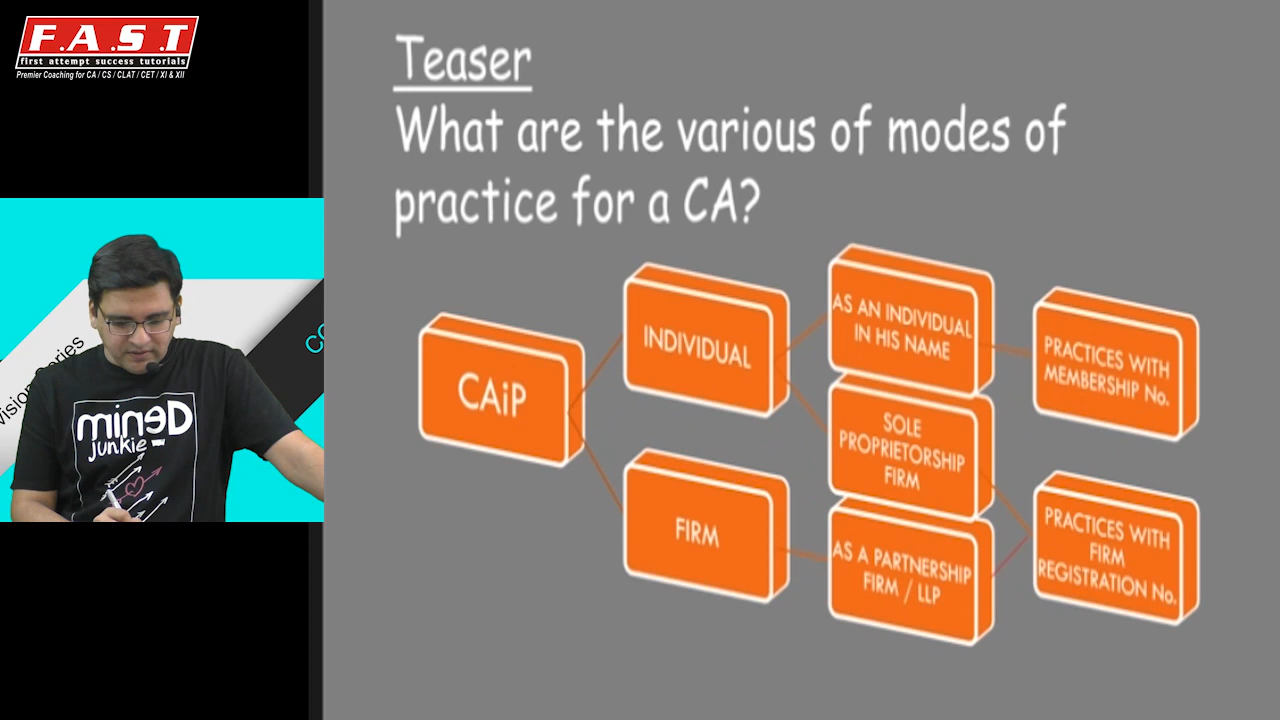 F.A.S.T
first attempt success tutorials
Premier Coaching for CA / CS / CLAT / CET / XI & XII
Teaser
What are the various of modes of
practice for a CA?
CAiP
INDIVIDUAL
FIRM
AS AN INDIVIDUAL
IN HIS NAME
SOLE
PROPRIETORSHIP
FIRM
AS A PARTNERSHIP
FIRM / LLP
PRACTICES WITH
MEMBERSHIP No.
PRACTICES WITH
FIRM
REGISTRATION No.
DeniM
junkie